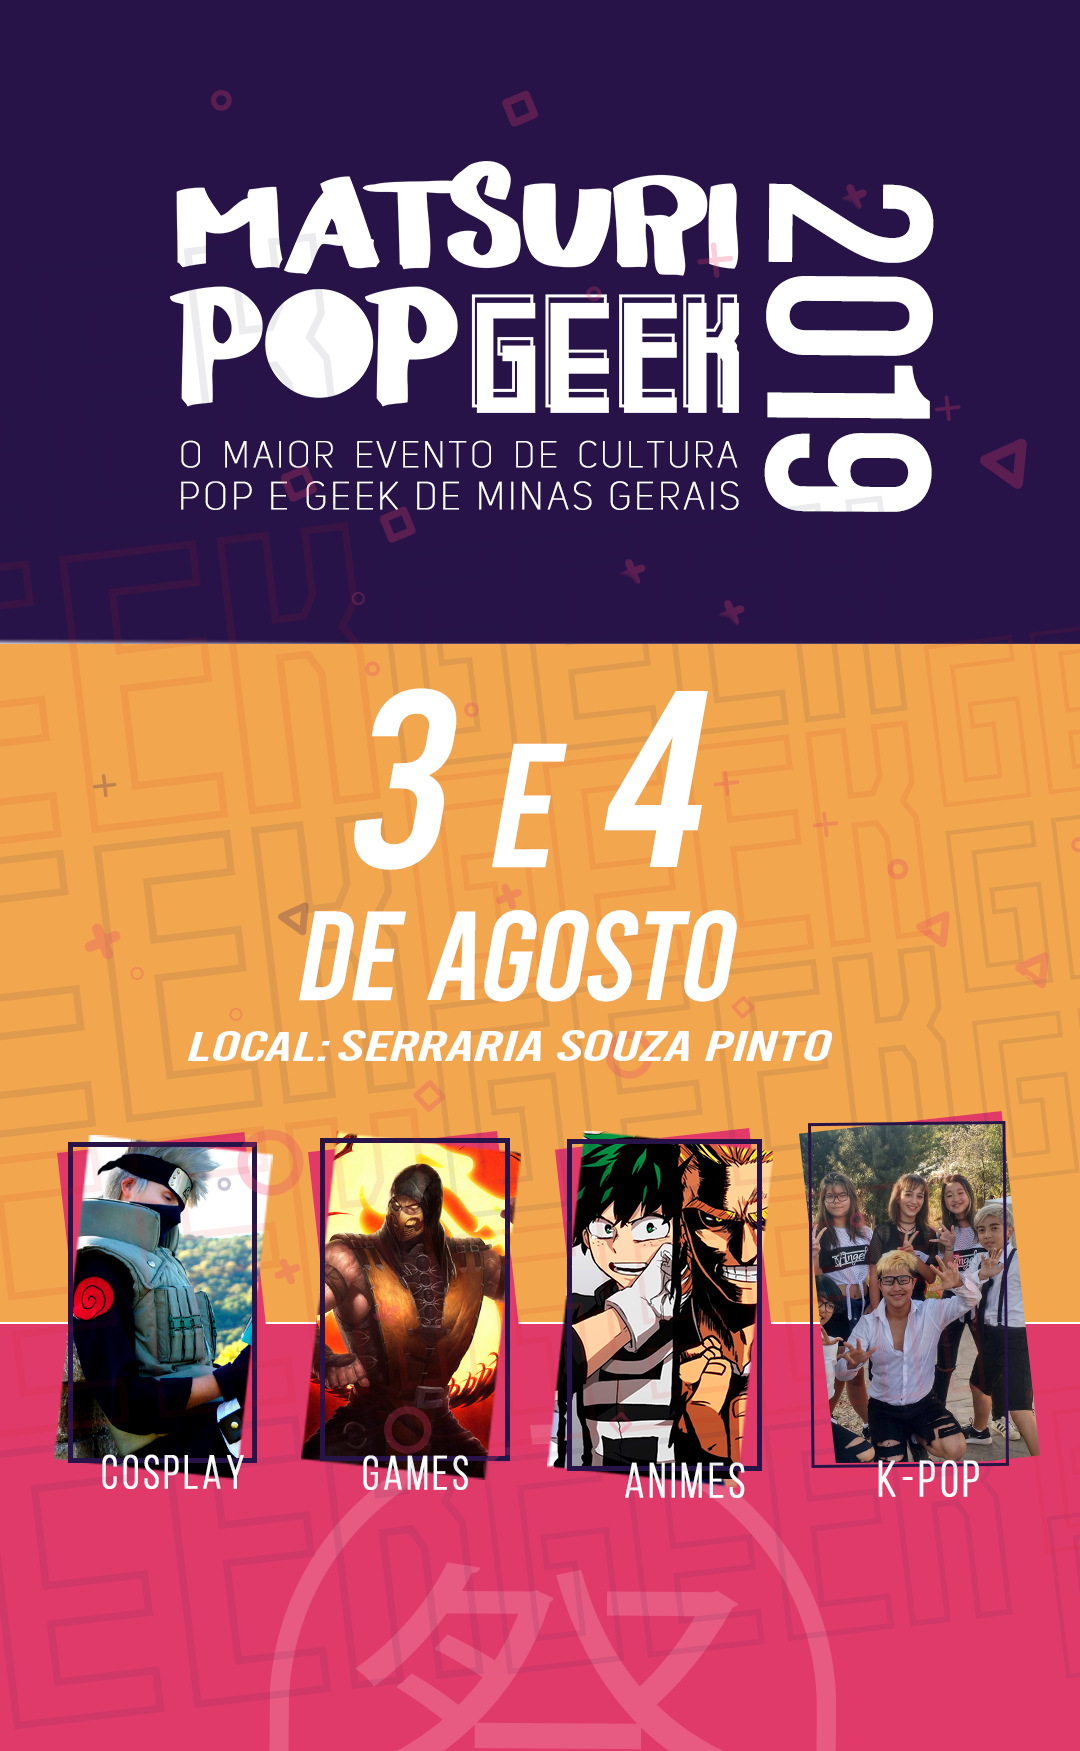 MATSURI
POP GEEK
2019
O MAIOR EVENTO DE CULTURA
POP E GEEK DE MINAS GERAIS
3 E 4
DE AGOSTO
LOCAL: SERRARIA SOUZA PINTO
COSPLAY
GAMES
ANIMES
K-POP
祭